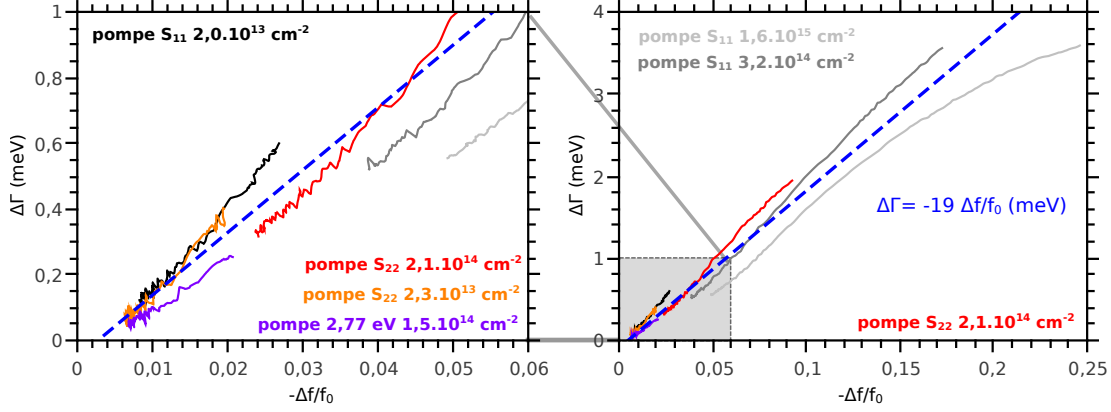 pompe S₁₁ 2,0.10¹³ cm⁻²
pompe S₂₂ 2,1.10¹⁴ cm⁻²
pompe S₂₂ 2,3.10¹³ cm⁻²
pompe 2,77 eV 1,5.10¹⁴ cm⁻²
ΔΓ (meV)
1
0,8
0,6
0,4
0,2
0
0 0,01 0,02 0,03 0,04 0,05 0,06
-Δf/f₀
pompe S₁₁ 1,6.10¹⁵ cm⁻²
pompe S₁₁ 3,2.10¹⁴ cm⁻²
ΔΓ= -19 Δf/f₀ (meV)
pompe S₂₂ 2,1.10¹⁴ cm⁻²
ΔΓ (meV)
4
3
2
1
0
0 0,05 0,1 0,15 0,2 0,25
-Δf/f₀